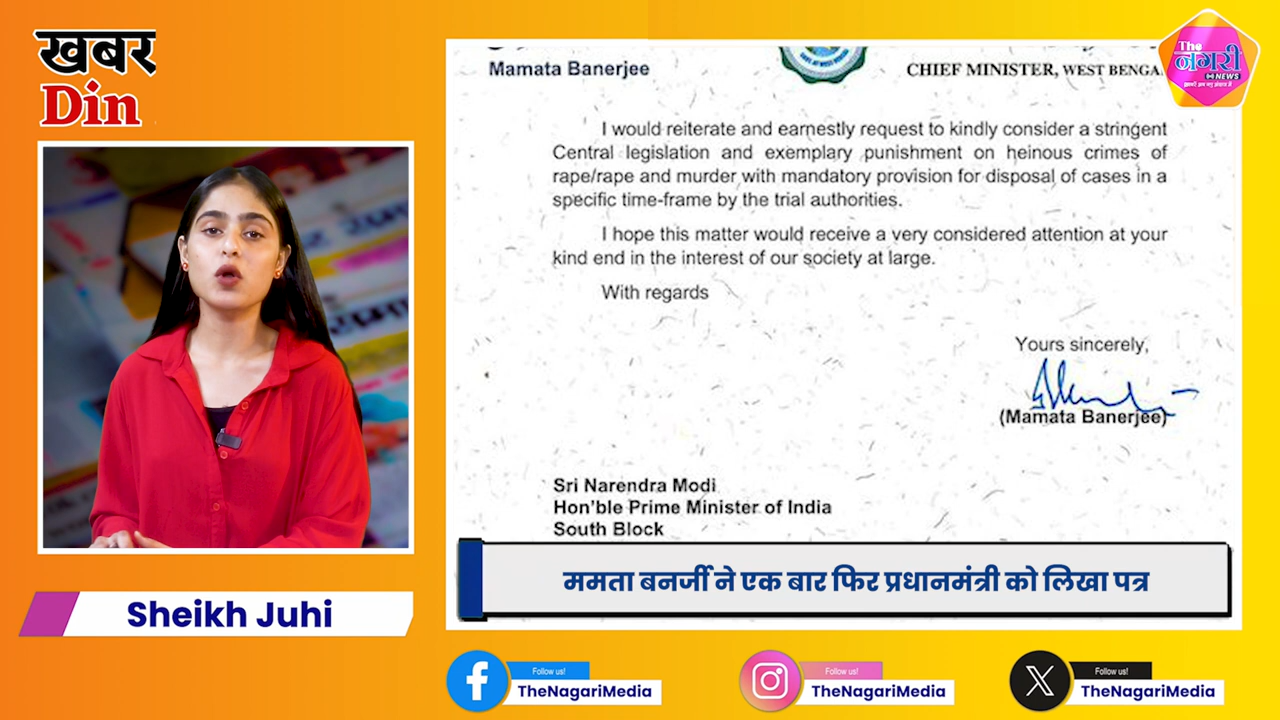 खबर
Din
The
नगरी
NEWS
Mamata Banerjee
CHIEF MINISTER, WEST
I would reiterate and earnestly request to kindly consider a stringent
Central legislation and exemplary punishment on heinous crimes of
rape/rape and murder with mandatory provision for disposal of cases in a
specific time-frame by the trial authorities.
I hope this matter would receive a very considered attention at your
kind end in the interest of our society at large.
With regards
Yours sincerely,
(Mamata Banerjee)
Sri Narendra Modi
Hon'ble Prime Minister of India
South Block
ममता बनर्जी ने एक बार फिर प्रधानमंत्री को लिखा पत्र
Sheikh Juhi
Follow us!
TheNagariMedia
Follow us!
TheNagariMedia
Follow us!
TheNagariMedia